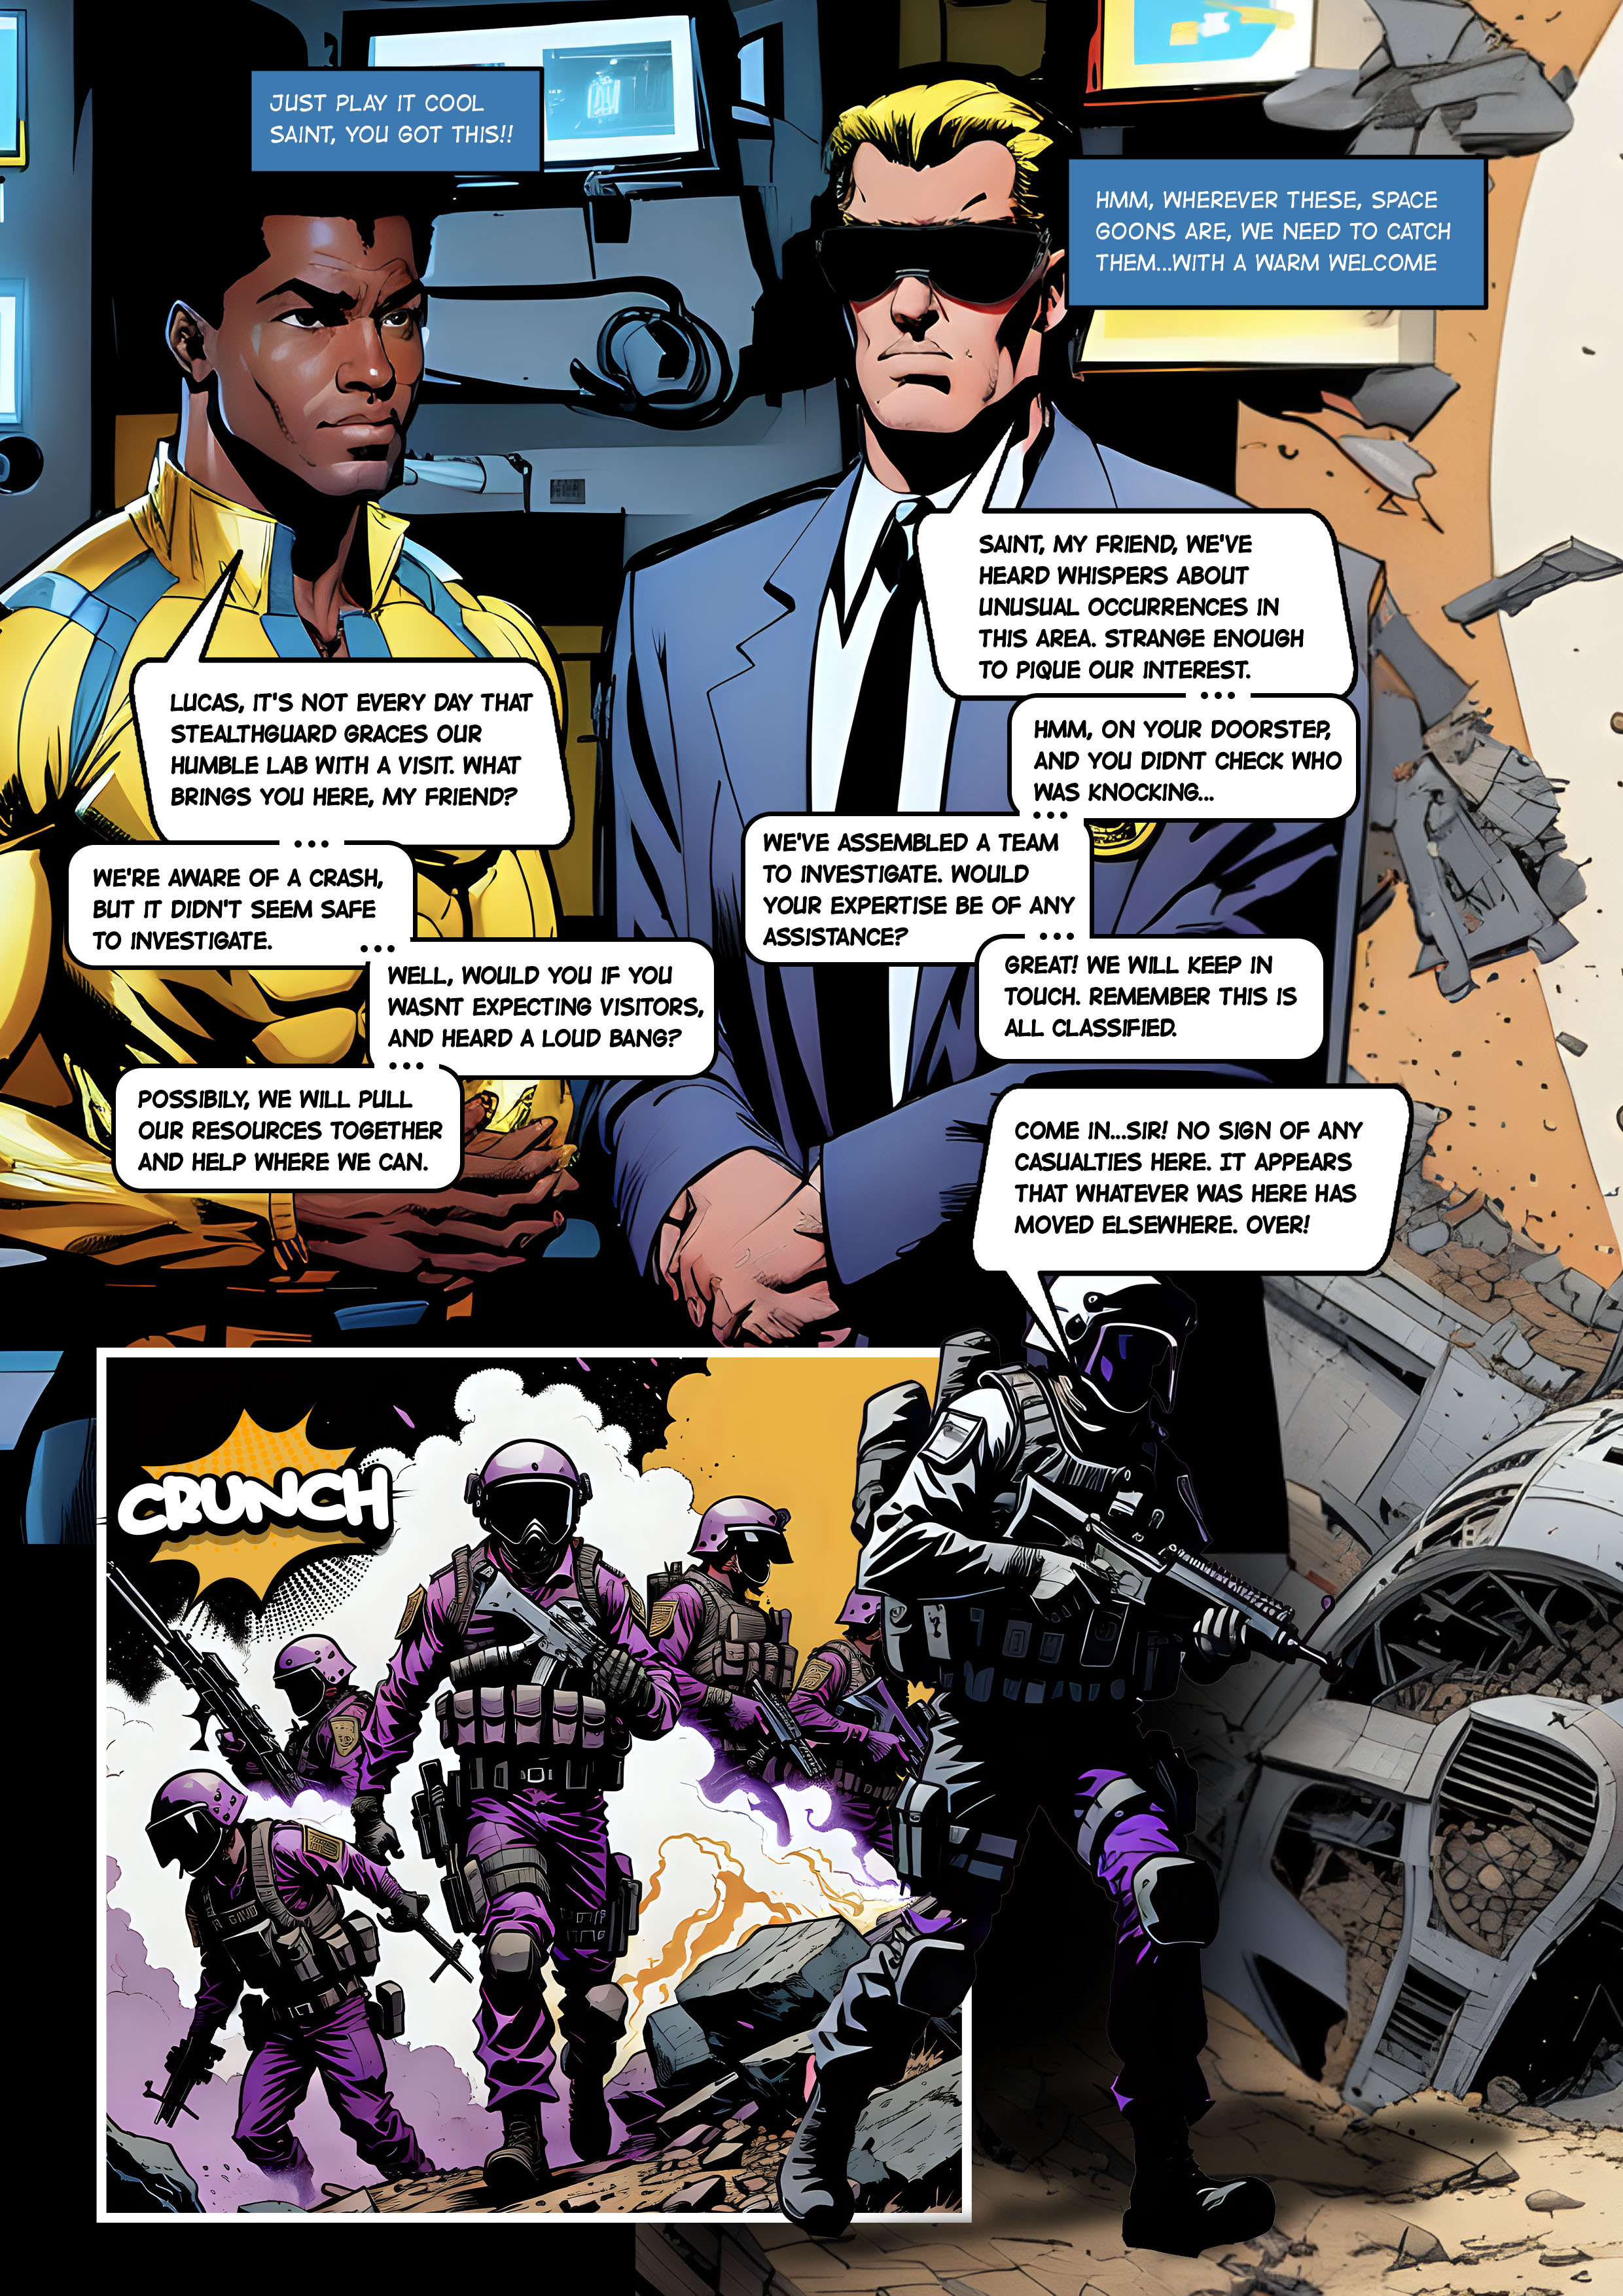 JUST PLAY IT COOL
SAINT, YOU GOT THIS!!
HMM, WHEREVER THESE, SPACE
GOONS ARE, WE NEED TO CATCH
THEM...WITH A WARM WELCOME
LUCAS, IT'S NOT EVERY DAY THAT
STEALTHGUARD GRACES OUR
HUMBLE LAB WITH A VISIT. WHAT
BRINGS YOU HERE, MY FRIEND?
SAINT, MY FRIEND, WE'VE
HEARD WHISPERS ABOUT
UNUSUAL OCCURRENCES IN
THIS AREA. STRANGE ENOUGH
TO PIQUE OUR INTEREST.
...
WE'RE AWARE OF A CRASH,
BUT IT DIDN'T SEEM SAFE
TO INVESTIGATE.
...
HMM, ON YOUR DOORSTEP,
AND YOU DIDNT CHECK WHO
WAS KNOCKING...
...
WELL, WOULD YOU IF YOU
WASNT EXPECTING VISITORS,
AND HEARD A LOUD BANG?
...
WE'VE ASSEMBLED A TEAM
TO INVESTIGATE. WOULD
YOUR EXPERTISE BE OF ANY
ASSISTANCE?
...
POSSIBILY, WE WILL PULL
OUR RESOURCES TOGETHER
AND HELP WHERE WE CAN.
...
GREAT! WE WILL KEEP IN
TOUCH. REMEMBER THIS IS
ALL CLASSIFIED.
COME IN...SIR! NO SIGN OF ANY
CASUALTIES HERE. IT APPEARS
THAT WHATEVER WAS HERE HAS
MOVED ELSEWHERE. OVER!
CRUNCH